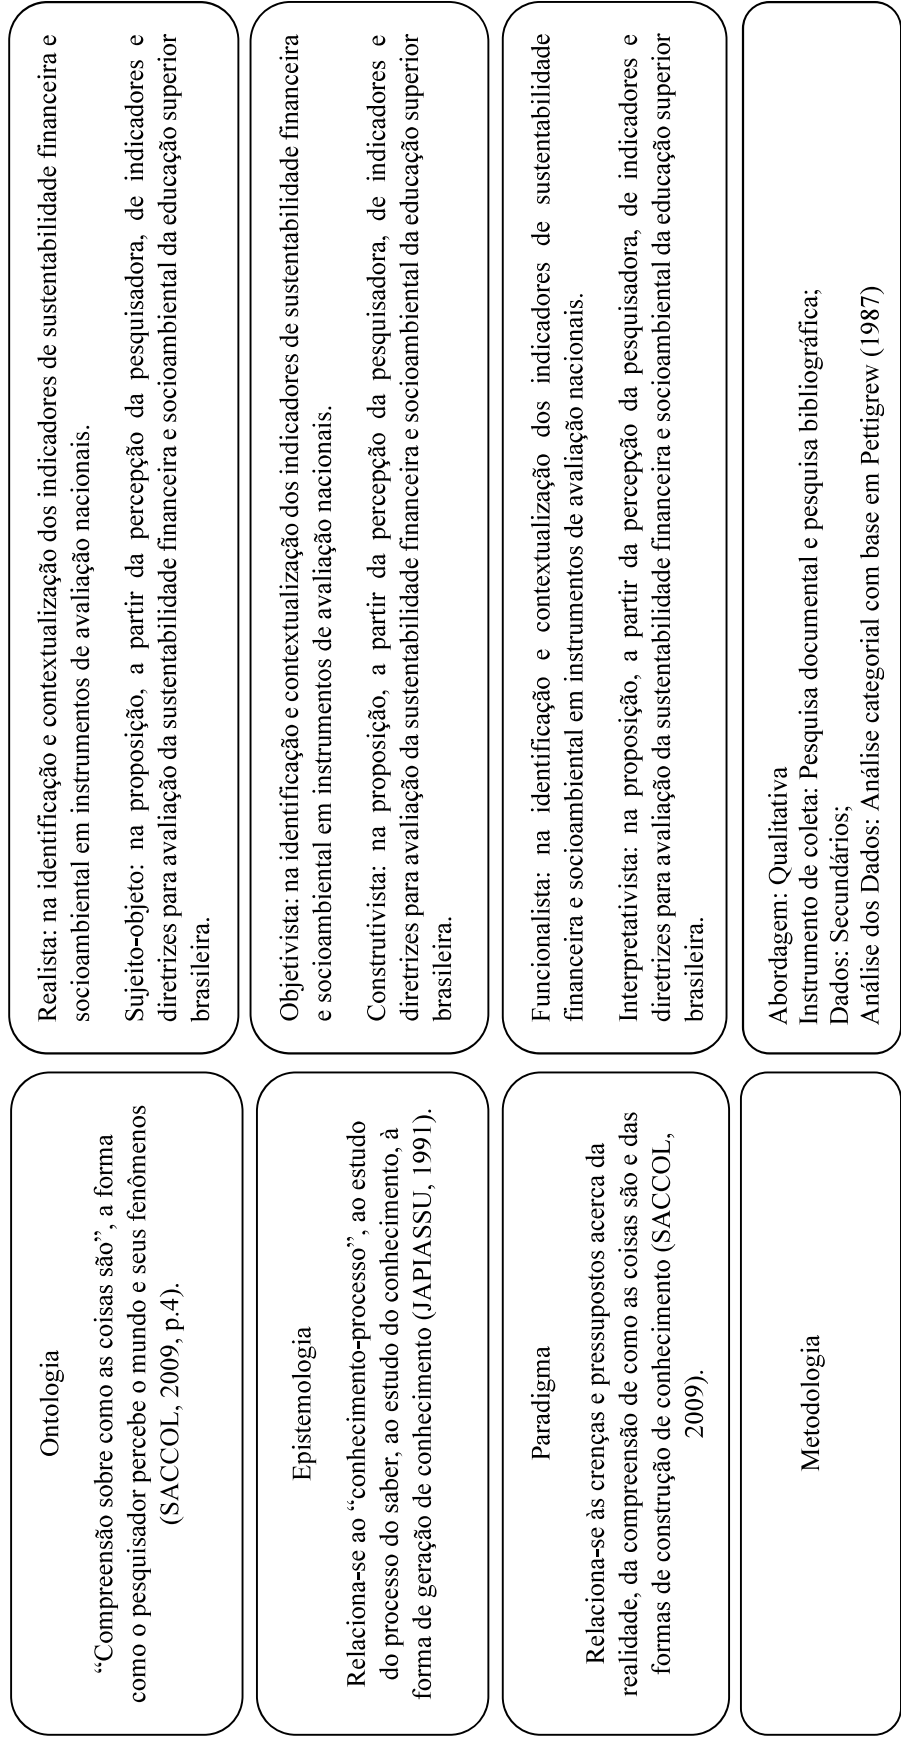 Ontologia
“Compreensão sobre como as coisas são”, a forma
como o pesquisador percebe o mundo e seus fenômenos
(SACCOL, 2009, p.4).
Realista: na identificação e contextualização dos indicadores de sustentabilidade financeira e
socioambiental em instrumentos de avaliação nacionais.
Sujeito-objeto: na proposição, a partir da percepção da pesquisadora, de indicadores e
diretrizes para avaliação da sustentabilidade financeira e socioambiental da educação superior
brasileira.
Epistemologia
Relaciona-se ao “conhecimento-processo”, ao estudo
do processo do saber, ao estudo do conhecimento, à
forma de geração de conhecimento (JAPIASSU, 1991).
Objetivista: na identificação e contextualização dos indicadores de sustentabilidade financeira
e socioambiental em instrumentos de avaliação nacionais.
Construtivista: na proposição, a partir da percepção da pesquisadora, de indicadores e
diretrizes para avaliação da sustentabilidade financeira e socioambiental da educação superior
brasileira.
Paradigma
Relaciona-se às crenças e pressupostos acerca da
realidade, da compreensão de como as coisas são e das
formas de construção de conhecimento (SACCOL,
2009).
Funcionalista: na identificação e contextualização dos indicadores de sustentabilidade
financeira e socioambiental em instrumentos de avaliação nacionais.
Interpretativista: na proposição, a partir da percepção da pesquisadora, de indicadores e
diretrizes para avaliação da sustentabilidade financeira e socioambiental da educação superior
brasileira.
Metodologia
Abordagem: Qualitativa
Instrumento de coleta: Pesquisa documental e pesquisa bibliográfica;
Dados: Secundários;
Análise dos Dados: Análise categorial com base em Pettigrew (1987)